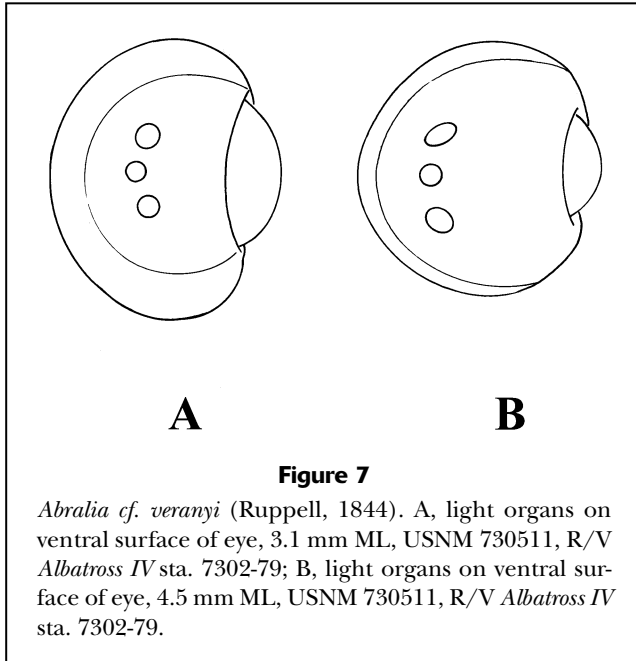 A
B
Figure 7
Abralia cf. veranyi (Ruppell, 1844). A, light organs on
ventral surface of eye, 3.1 mm ML, USNM 730511, R/V
Albatross IV sta. 7302-79; B, light organs on ventral sur-
face of eye, 4.5 mm ML, USNM 730511, R/V Albatross IV
sta. 7302-79.